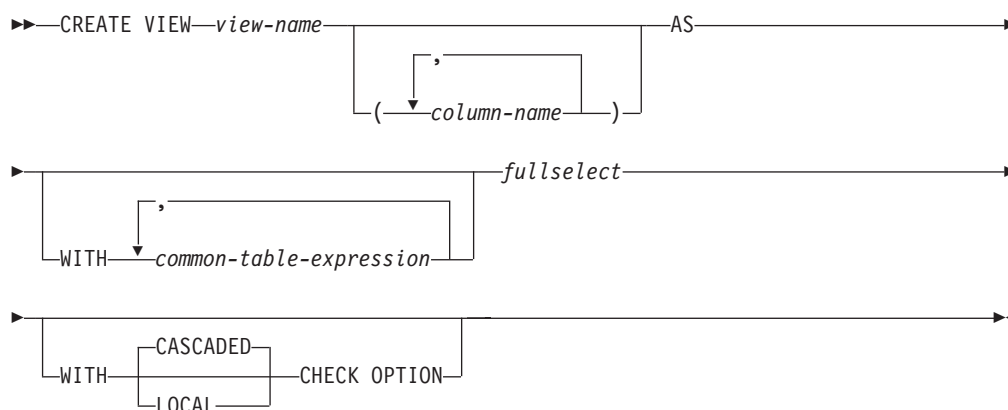 CREATE VIEW view-name AS
,
( column-name )
fullselect
,
WITH common-table-expression
CASCADED
WITH CHECK OPTION
LOCAL